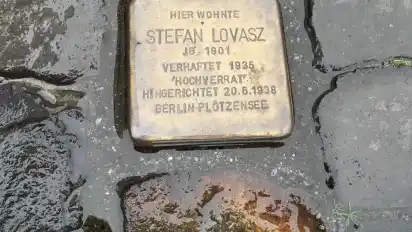 HIER WOHNTE
STEFAN LOVASZ
JG. 1901
VERHAFTET 1935
"HOCHVERRAT"
HINGERICHTET 20.6.1938
BERLIN-PLÖTZENSEE